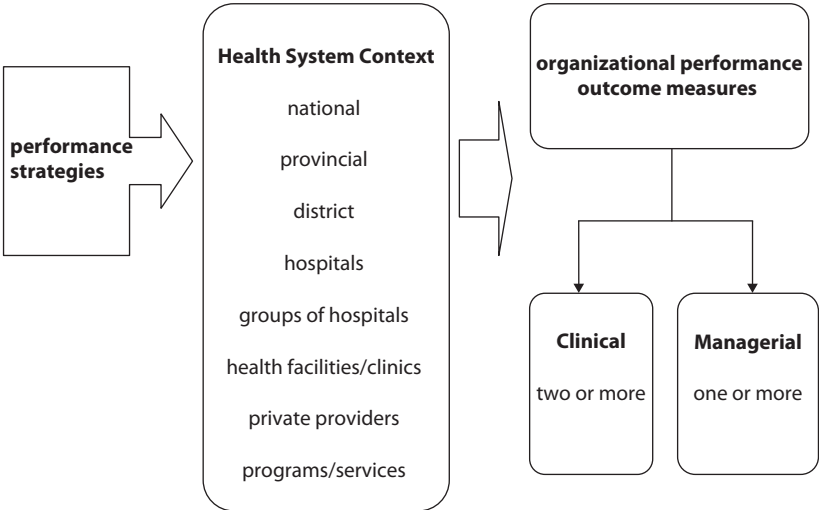 performance
strategies
Health System Context
national
provincial
district
hospitals
groups of hospitals
health facilities/clinics
private providers
programs/services
organizational performance
outcome measures
Clinical
two or more
Managerial
one or more